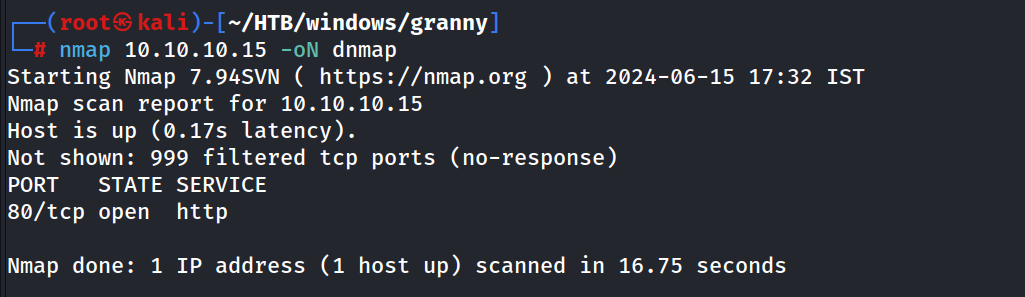 ┌──(root㉿kali)-[~/HTB/windows/granny]
└─# nmap 10.10.10.15 -oN dnmap
Starting Nmap 7.94SVN ( https://nmap.org ) at 2024-06-15 17:32 IST
Nmap scan report for 10.10.10.15
Host is up (0.17s latency).
Not shown: 999 filtered tcp ports (no-response)
PORT   STATE SERVICE
80/tcp open  http
Nmap done: 1 IP address (1 host up) scanned in 16.75 seconds